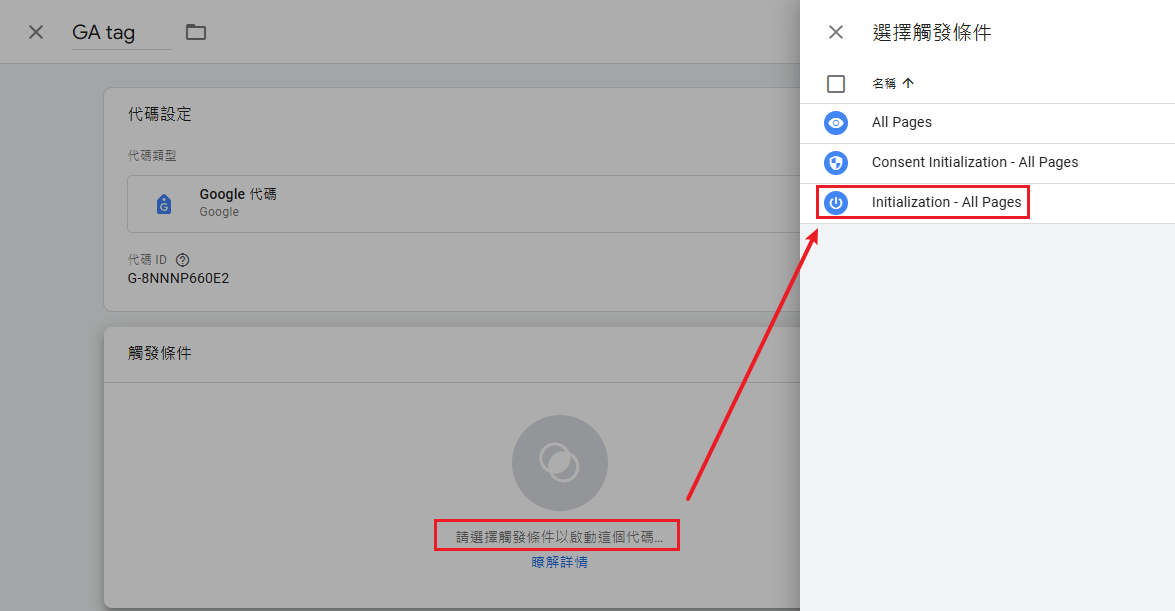 GA tag
代碼設定
代碼類型
Google 代碼
Google
代碼 ID
G-8NNNP660E2
觸發條件
請選擇觸發條件以啟動這個代碼...
瞭解詳情
選擇觸發條件
名稱
All Pages
Consent Initialization - All Pages
Initialization - All Pages